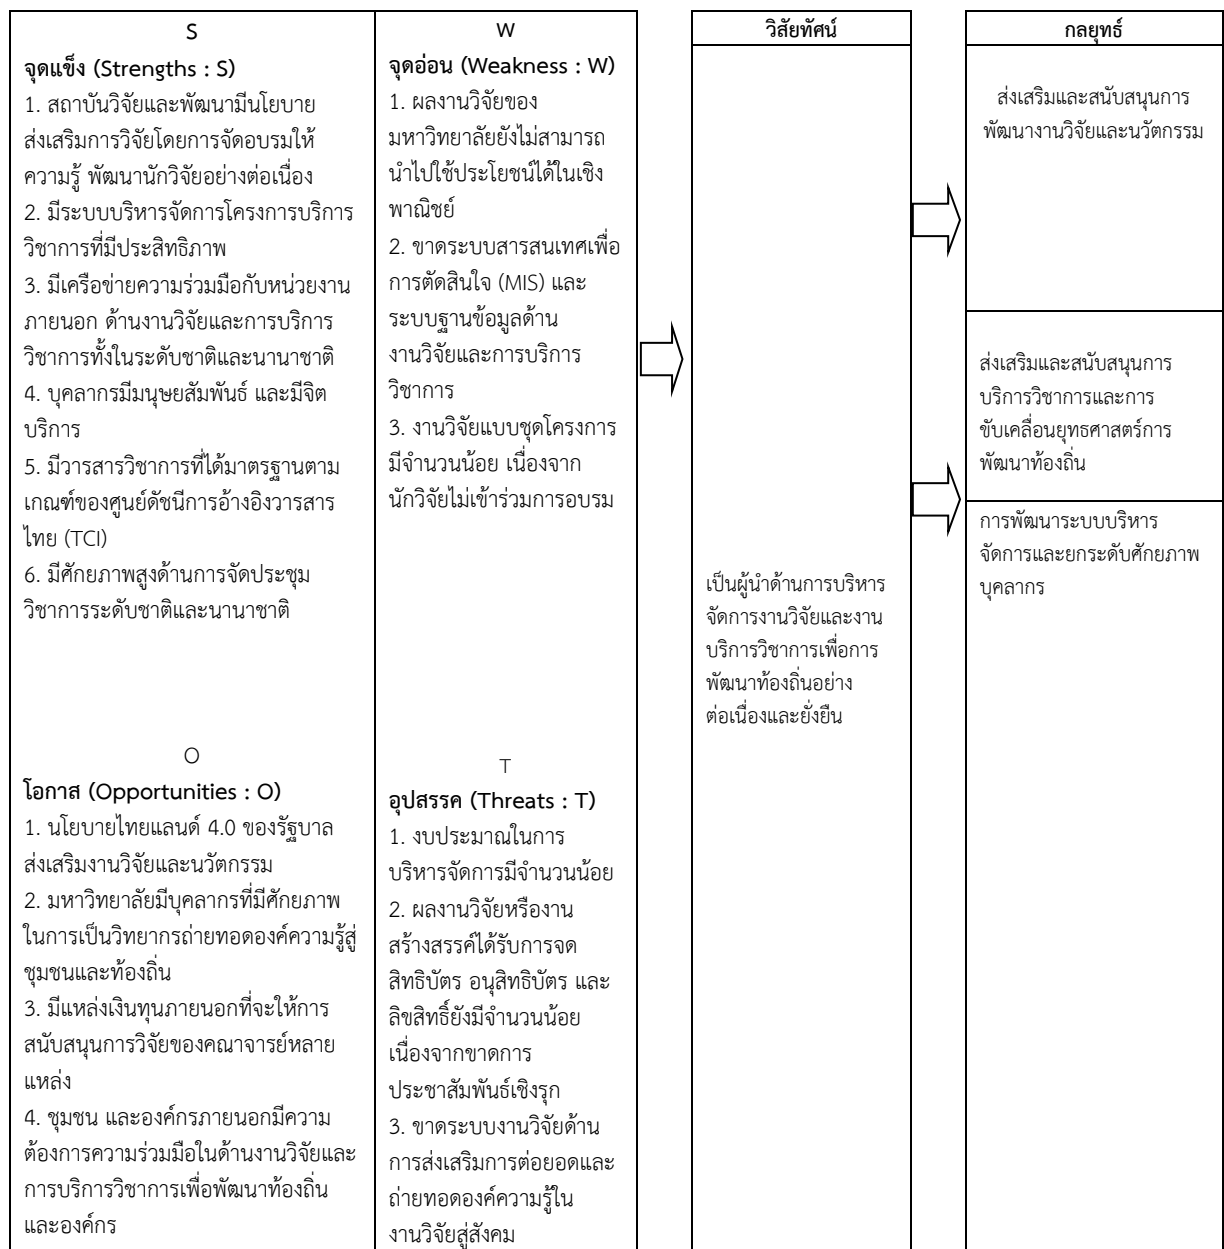 S
จุดแข็ง (Strengths : S)
1. สถาบันวิจัยและพัฒนามีนโยบาย
ส่งเสริมการวิจัยโดยการจัดอบรมให้
ความรู้ พัฒนานักวิจัยอย่างต่อเนื่อง
2. มีระบบบริหารจัดการโครงการบริการ
วิชาการที่มีประสิทธิภาพ
3. มีเครือข่ายความร่วมมือกับหน่วยงาน
ภายนอก ด้านงานวิจัยและการบริการ
วิชาการทั้งในระดับชาติและนานาชาติ
4. บุคลากรมีมนุษยสัมพันธ์ และมีจิต
บริการ
5. มีวารสารวิชาการที่ได้มาตรฐานตาม
เกณฑ์ของศูนย์ดัชนีการอ้างอิงวารสาร
ไทย (TCI)
6. มีศักยภาพสูงด้านการจัดประชุม
วิชาการระดับชาติและนานาชาติ
W
จุดอ่อน (Weakness : W)
1. ผลงานวิจัยของ
มหาวิทยาลัยยังไม่สามารถ
นำไปใช้ประโยชน์ได้ในเชิง
พาณิชย์
2. ขาดระบบสารสนเทศเพื่อ
การตัดสินใจ (MIS) และ
ระบบฐานข้อมูลด้าน
งานวิจัยและการบริการ
วิชาการ
3. งานวิจัยแบบชุดโครงการ
มีจำนวนน้อย เนื่องจาก
นักวิจัยไม่เข้าร่วมการอบรม
O
โอกาส (Opportunities : O)
1. นโยบายไทยแลนด์ 4.0 ของรัฐบาล
ส่งเสริมงานวิจัยและนวัตกรรม
2. มหาวิทยาลัยมีบุคลากรที่มีศักยภาพ
ในการเป็นวิทยากรถ่ายทอดองค์ความรู้สู่
ชุมชนและท้องถิ่น
3. มีแหล่งเงินทุนภายนอกที่จะให้การ
สนับสนุนการวิจัยของคณาจารย์หลาย
แหล่ง
4. ชุมชน และองค์กรภายนอกมีความ
ต้องการความร่วมมือในด้านงานวิจัยและ
การบริการวิชาการเพื่อพัฒนาท้องถิ่น
และองค์กร
T
อุปสรรค (Threats : T)
1. งบประมาณในการ
บริหารจัดการมีจำนวนน้อย
2. ผลงานวิจัยหรืองาน
สร้างสรรค์ได้รับการจด
สิทธิบัตร อนุสิทธิบัตร และ
ลิขสิทธิ์ยังมีจำนวนน้อย
เนื่องจากขาดการ
ประชาสัมพันธ์เชิงรุก
3. ขาดระบบงานวิจัยด้าน
การส่งเสริมการต่อยอดและ
ถ่ายทอดองค์ความรู้ใน
งานวิจัยสู่สังคม
วิสัยทัศน์
เป็นผู้นำด้านการบริหาร
จัดการงานวิจัยและงาน
บริการวิชาการเพื่อการ
พัฒนาท้องถิ่นอย่าง
ต่อเนื่องและยั่งยืน
กลยุทธ์
ส่งเสริมและสนับสนุนการ
พัฒนางานวิจัยและนวัตกรรม
ส่งเสริมและสนับสนุนการ
บริการวิชาการและการ
ขับเคลื่อนยุทธศาสตร์การ
พัฒนาท้องถิ่น
การพัฒนาระบบบริหาร
จัดการและยกระดับศักยภาพ
บุคลากร